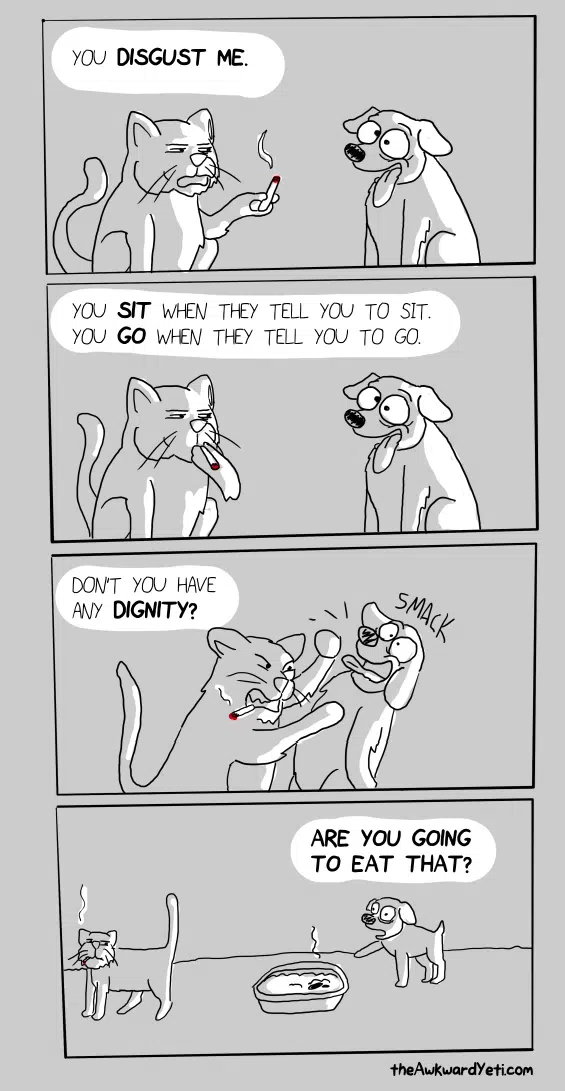 YOU DISGUST ME.
YOU SIT WHEN THEY TELL YOU TO SIT.
YOU GO WHEN THEY TELL YOU TO GO.
DON'T YOU HAVE
ANY DIGNITY?
SMACK
ARE YOU GOING
TO EAT THAT?
theAwkwardYeti.com